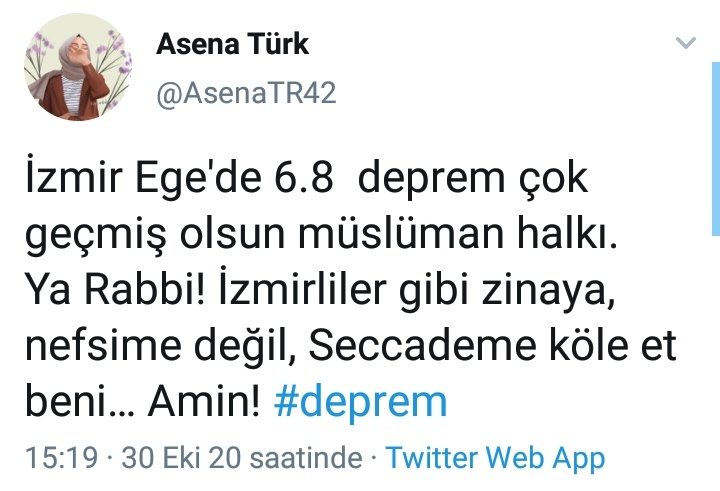 Asena Türk
@AsenaTR42
İzmir Ege'de 6.8  deprem çok
geçmiş olsun müslüman halkı.
Ya Rabbi! İzmirliler gibi zinaya,
nefsime değil, Seccademe köle et
beni... Amin! #deprem
15:19 · 30 Eki 20 saatinde · Twitter Web App